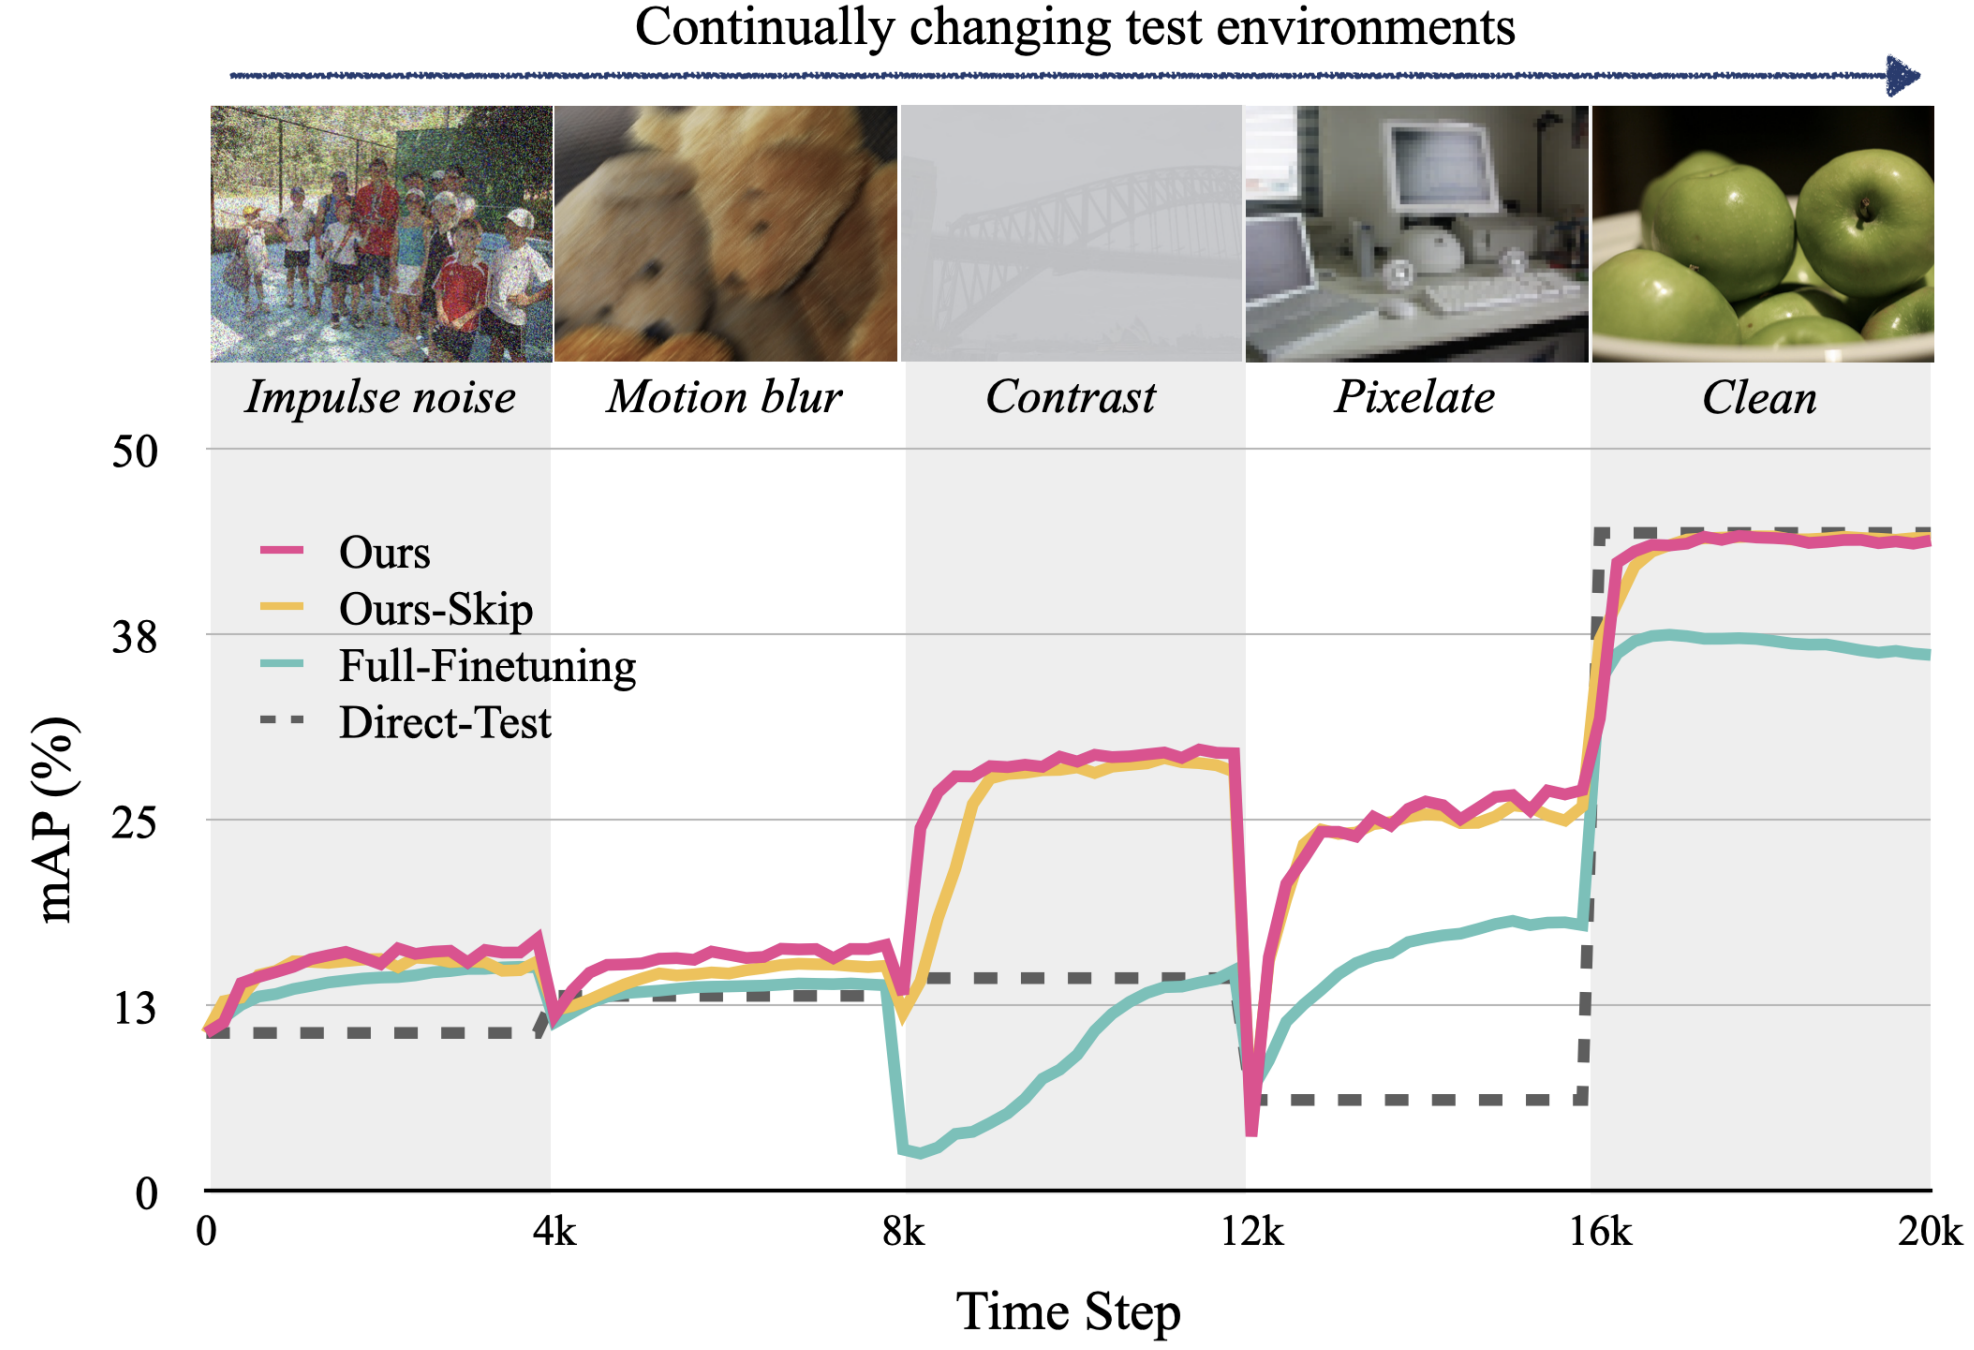 Continually changing test environments
Impulse noise
Motion blur
Contrast
Pixelate
Clean
50
38
25
13
0
mAP (%)
Ours
Ours-Skip
Full-Finetuning
Direct-Test
0
4k
8k
12k
16k
20k
Time Step